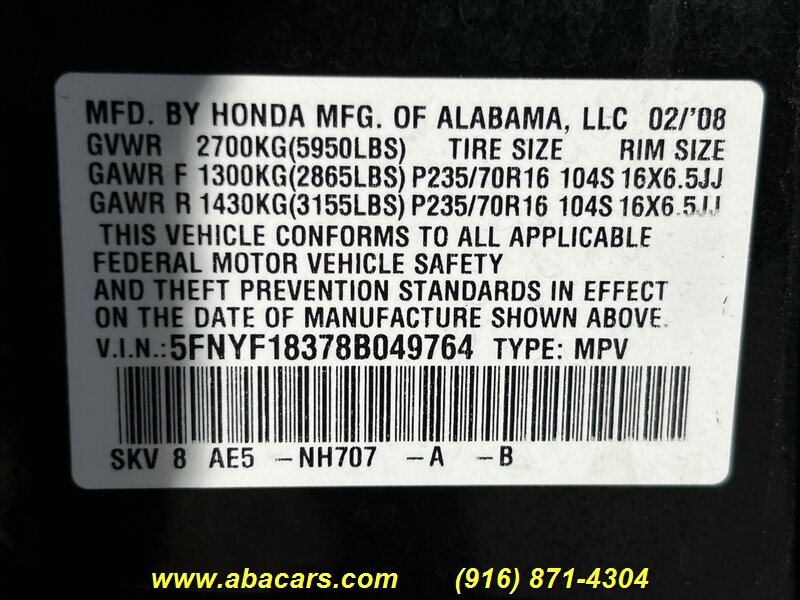 MFD. BY HONDA MFG. OF ALABAMA, LLC 02/'08
GVWR 2700KG(5950LBS) TIRE SIZE RIM SIZE
GAWR F 1300KG(2865LBS) P235/70R16 104S 16X6.5JJ
GAWR R 1430KG(3155LBS) P235/70R16 104S 16X6.5JJ
THIS VEHICLE CONFORMS TO ALL APPLICABLE
FEDERAL MOTOR VEHICLE SAFETY
AND THEFT PREVENTION STANDARDS IN EFFECT
ON THE DATE OF MANUFACTURE SHOWN ABOVE.
V.I.N.: 5FNYF18378B049764 TYPE: MPV
SKV 8 AE5 -NH707 -A -B
www.abacars.com (916) 871-4304